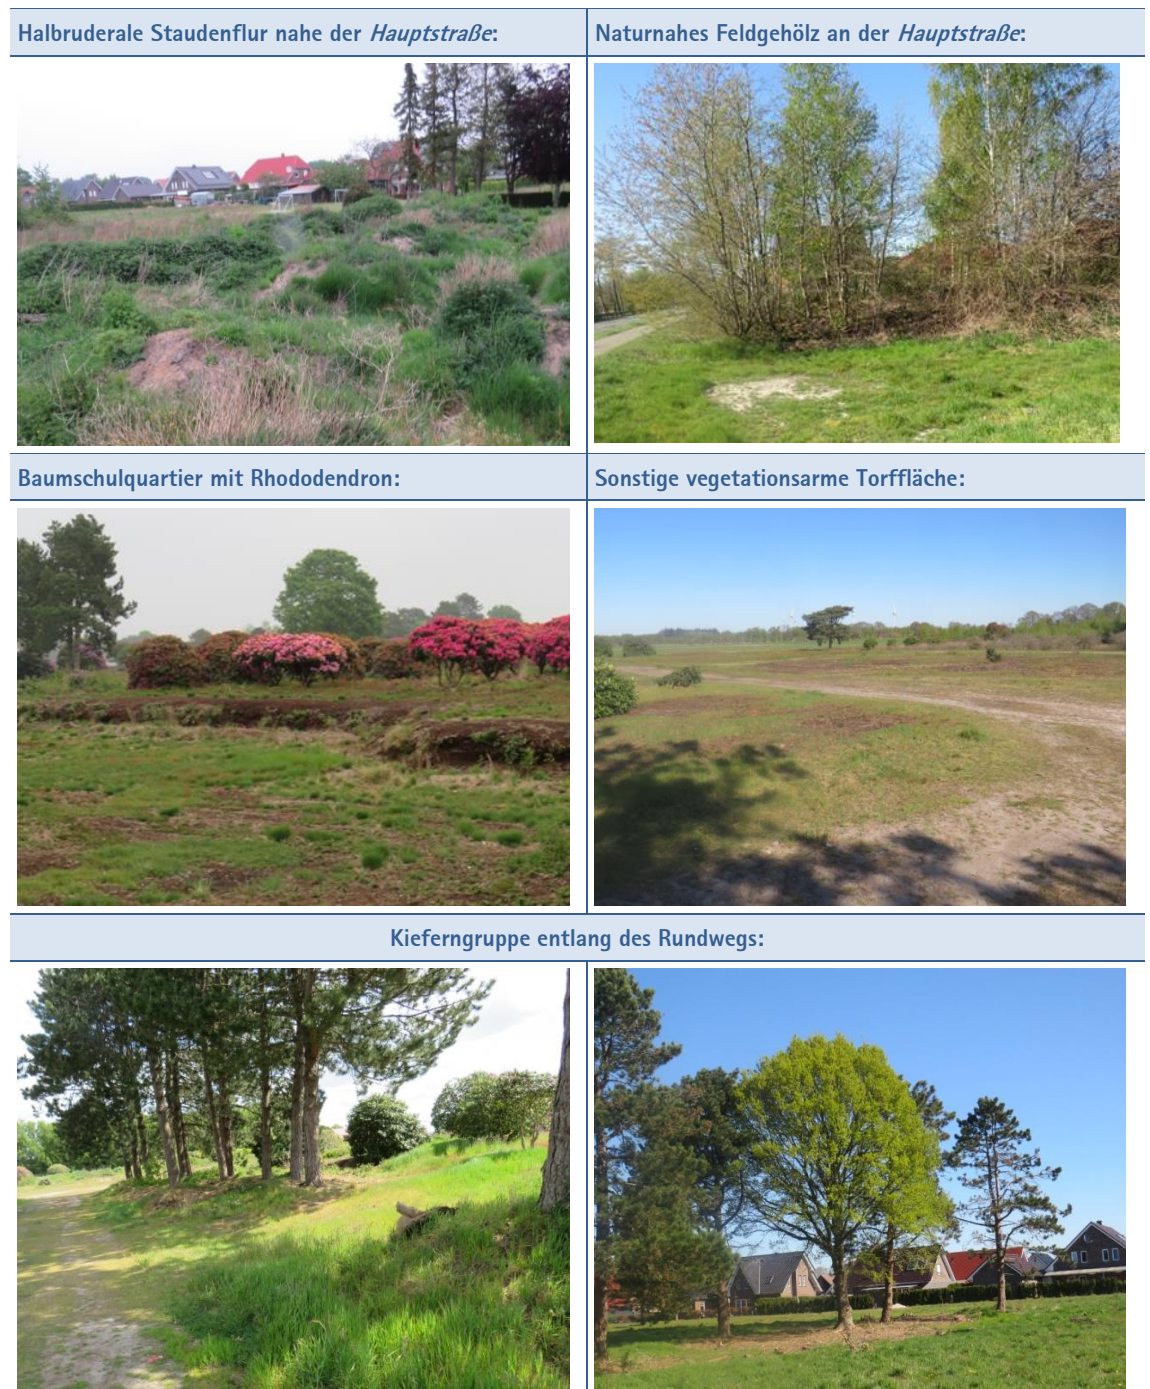 Halbruderale Staudenflur nahe der Hauptstraße:
Naturnahes Feldgehölz an der Hauptstraße:
Baumschulquartier mit Rhododendron:
Sonstige vegetationsarme Torffläche:
Kieferngruppe entlang des Rundwegs: